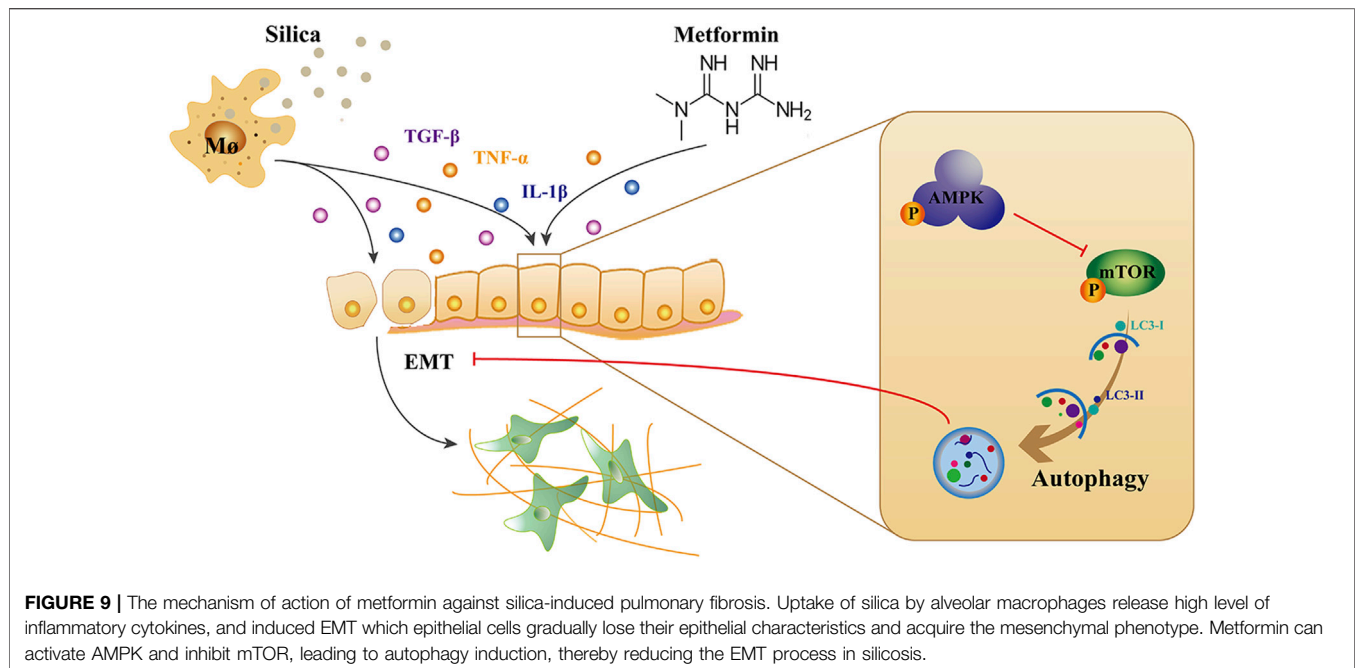 Silica
Metformin
NH NH
N N H NH2
Mø
TGF-β
TNF-α
IL-1β
AMPK
P
mTOR
P
LC3-I
LC3-II
EMT
Autophagy
FIGURE 9 | The mechanism of action of metformin against silica-induced pulmonary fibrosis. Uptake of silica by alveolar macrophages release high level of
inflammatory cytokines, and induced EMT which epithelial cells gradually lose their epithelial characteristics and acquire the mesenchymal phenotype. Metformin can
activate AMPK and inhibit mTOR, leading to autophagy induction, thereby reducing the EMT process in silicosis.